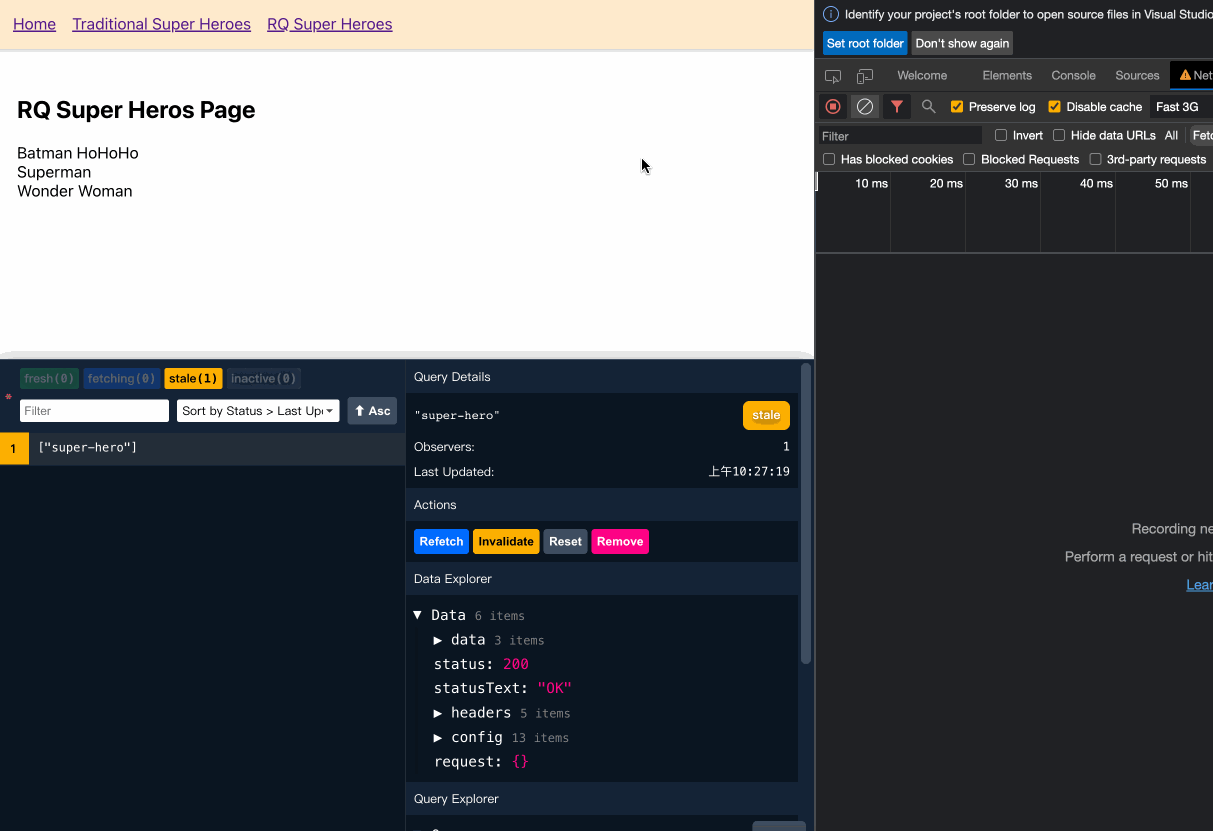 Home Traditional Super Heroes RQ Super Heroes
RQ Super Heros Page
Batman HoHoHo
Superman
Wonder Woman
fresh(0) fetching(0) stale(1) inactive(0)
*
Filter Sort by Status > Last Up Asc
1 ["super-hero"]
Query Details
"super-hero" stale
Observers: 1
Last Updated: 上午10:27:19
Actions
Refetch Invalidate Reset Remove
Data Explorer
▼ Data 6 items
▶ data 3 items
status: 200
statusText: "OK"
▶ headers 5 items
▶ config 13 items
request: {}
Query Explorer
Identify your project's root folder to open source files in Visual Studio
Set root folder Don't show again
Welcome Elements Console Sources Net
Preserve log Disable cache Fast 3G
Filter Invert Hide data URLs All Fetc
Has blocked cookies Blocked Requests 3rd-party requests
10 ms 20 ms 30 ms 40 ms 50 ms
Recording ne
Perform a request or hit
Lear